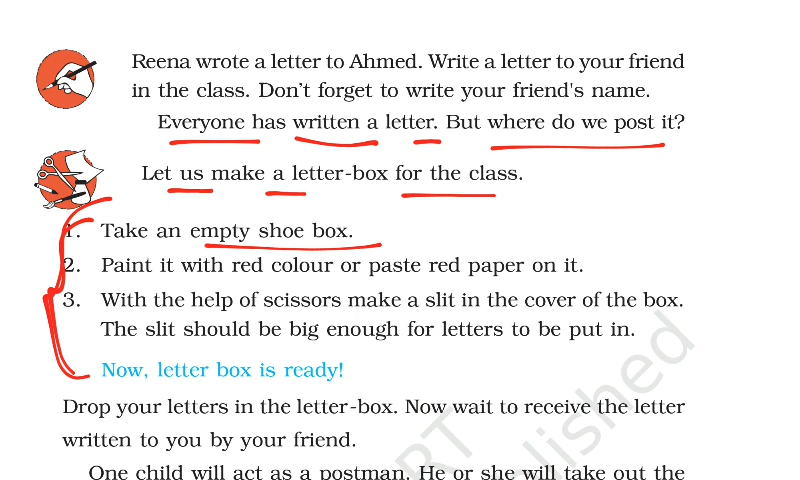 Reena wrote a letter to Ahmed. Write a letter to your friend
in the class. Don't forget to write your friend's name.
Everyone has written a letter. But where do we post it?
Let us make a letter-box for the class.
1. Take an empty shoe box.
2. Paint it with red colour or paste red paper on it.
3. With the help of scissors make a slit in the cover of the box.
The slit should be big enough for letters to be put in.
Now, letter box is ready!
Drop your letters in the letter-box. Now wait to receive the letter
written to you by your friend.
One child will act as a postman. He or she will take out the